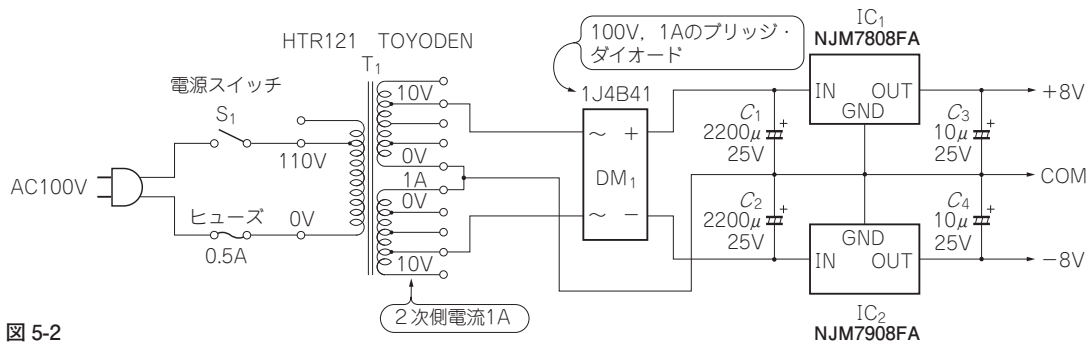 HTR121 TOYODEN
T1
電源スイッチ
S1
110V
AC100V
ヒューズ
0V
0.5A
10V
0V
1A
0V
10V
2次側電流1A
100V，1Aのブリッジ・
ダイオード
1J4B41
～ +
DM1
～ −
C1
2200μ
25V
+
C2
2200μ
25V
+
IC1
NJM7808FA
IN OUT
GND
C3
10μ
25V
+
C4
10μ
25V
+
GND
IN OUT
IC2
NJM7908FA
+8V
COM
−8V
図 5-2